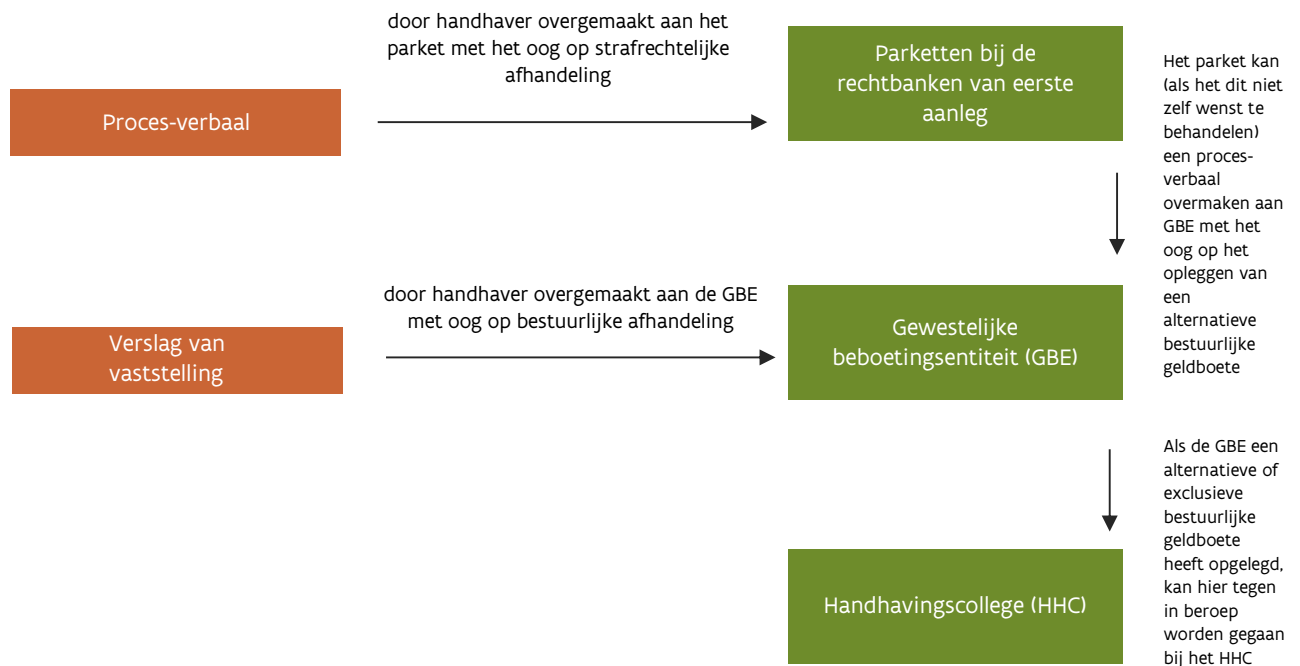 door handhaver overgemaakt aan het
parket met het oog op strafrechtelijke
afhandeling
Proces-verbaal
Parketten bij de
rechtbanken van eerste
aanleg
Het parket kan
(als het dit niet
zelf wenst te
behandelen)
een proces-
verbaal
overmaken aan
GBE met het
oog op het
opleggen van
een
alternatieve
bestuurlijke
geldboete
door handhaver overgemaakt aan de GBE
met oog op bestuurlijke afhandeling
Verslag van
vaststelling
Gewestelijke
beboetingsentiteit (GBE)
Als de GBE een
alternatieve of
exclusieve
bestuurlijke
geldboete
heeft opgelegd,
kan hier tegen
in beroep
worden gegaan
bij het HHC
Handhavingscollege (HHC)